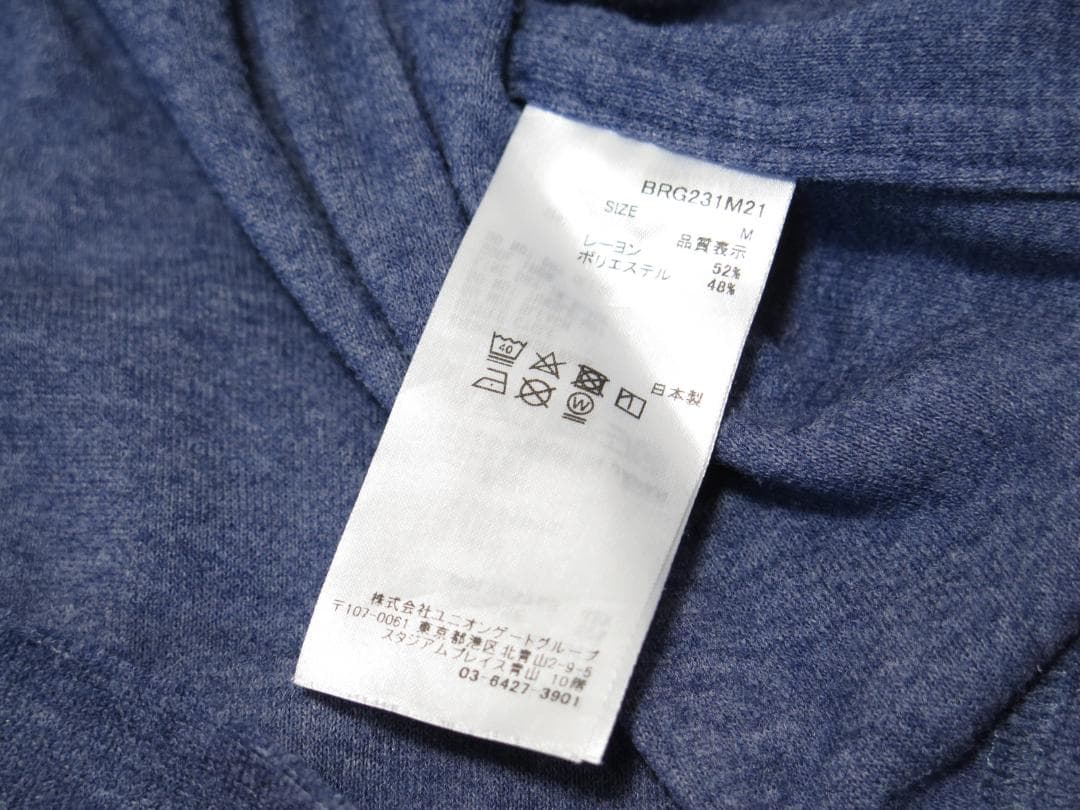 BRG231M21
SIZE M
品質表示
レーヨン 52%
ポリエステル 48%
40
W
日本製
株式会社ユニオンゲートグループ
〒107-0061 東京都港区北青山2-9-5
スタジアムプレイス青山 10階
03-6427-3901